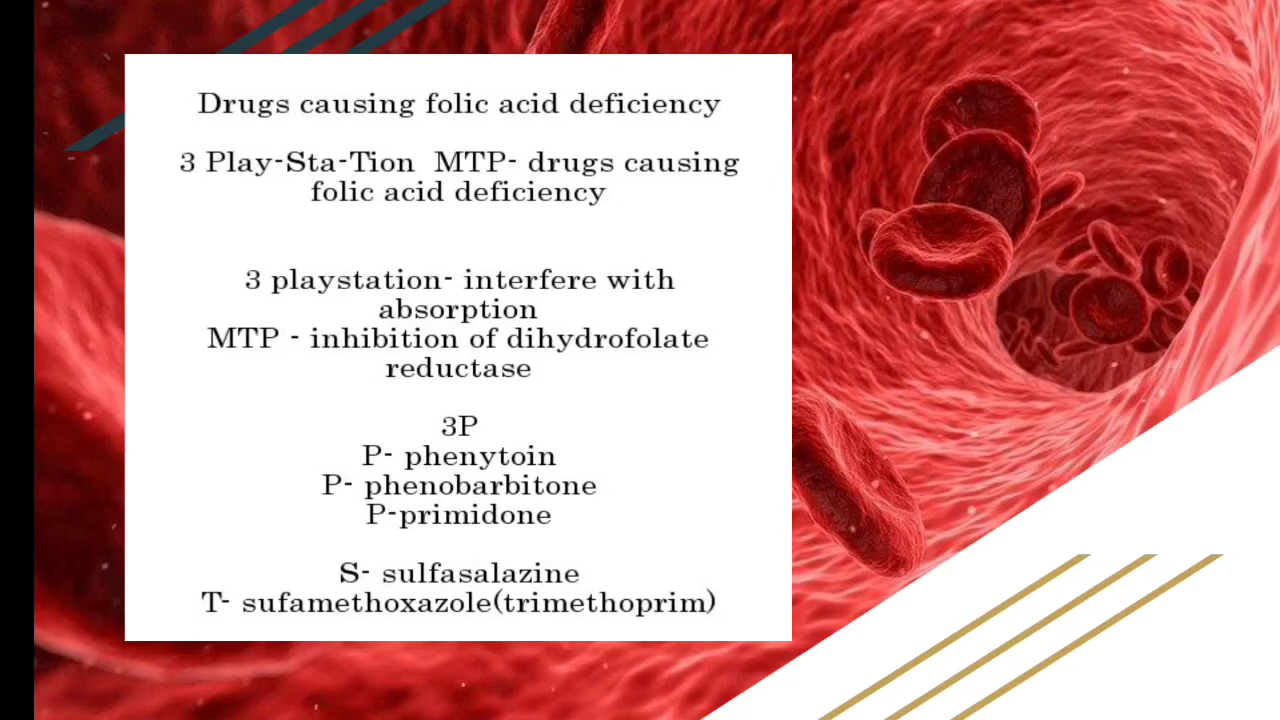 Drugs causing folic acid deficiency
3 Play-Sta-Tion MTP- drugs causing
folic acid deficiency
3 playstation- interfere with
absorption
MTP - inhibition of dihydrofolate
reductase
3P
P- phenytoin
P- phenobarbitone
P-primidone
S- sulfasalazine
T- sufamethoxazole(trimethoprim)